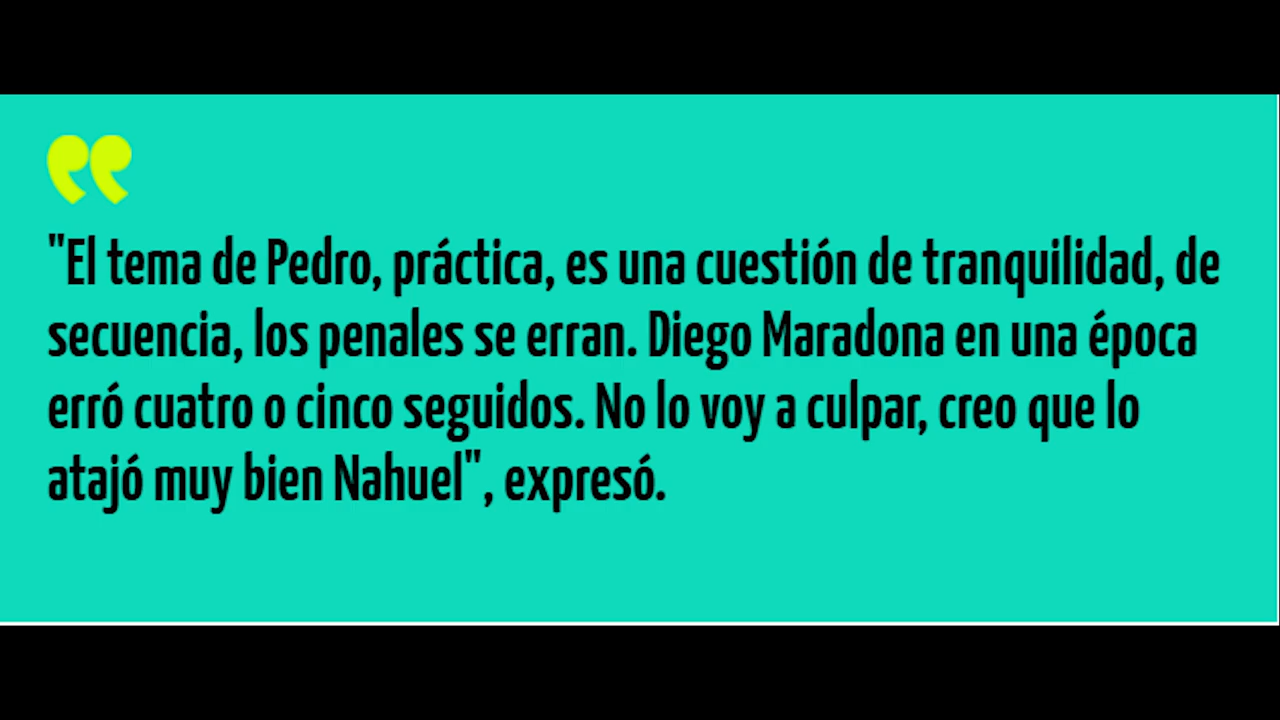 "El tema de Pedro, práctica, es una cuestión de tranquilidad, de
secuencia, los penales se erran. Diego Maradona en una época
erró cuatro o cinco seguidos. No lo voy a culpar, creo que lo
atajó muy bien Nahuel", expresó.